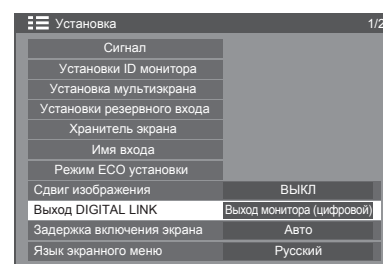 Установка 1/2
Сигнал
Установки ID монитора
Установка мультиэкрана
Установки резервного входа
Хранитель экрана
Имя входа
Режим ECO установки
Сдвиг изображения ВЫКЛ
Выход DIGITAL LINK Выход монитора (цифровой)
Задержка включения экрана Авто
Язык экранного меню Русский